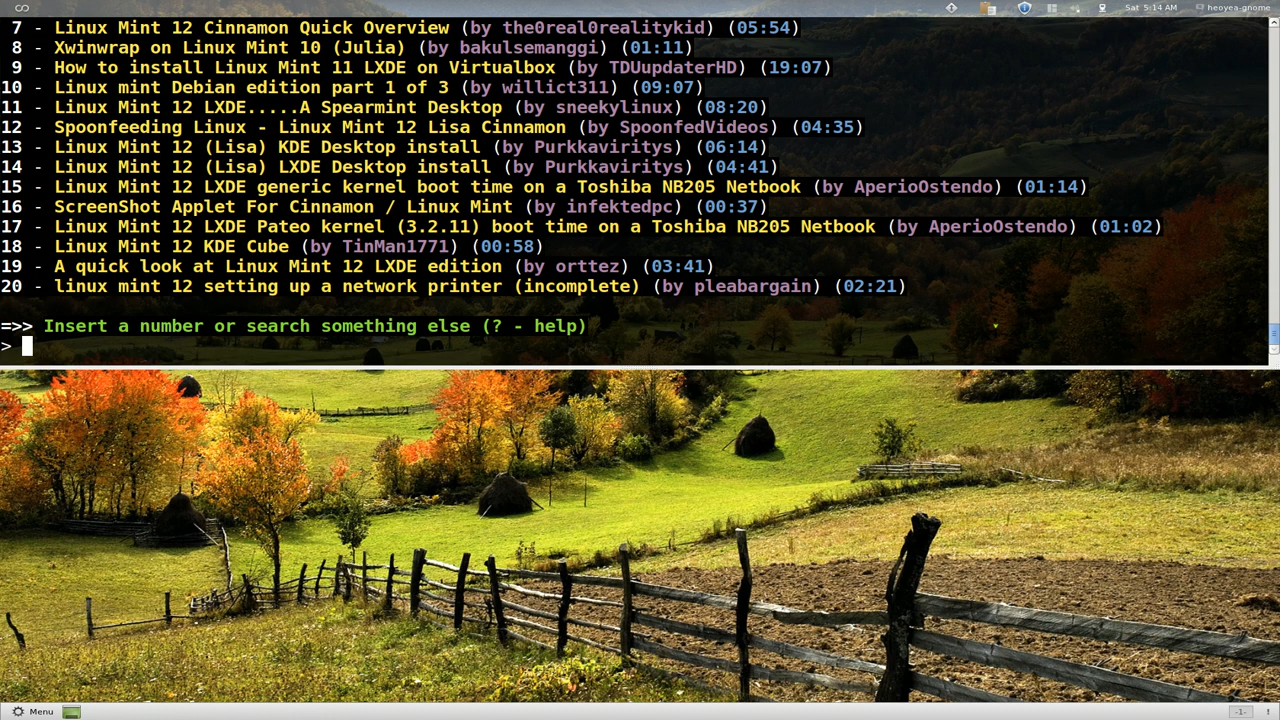 Sat 5:14 AM heoyea-gnome
7 - Linux Mint 12 Cinnamon Quick Overview (by the0real0realitykid) (05:54)
8 - Xwinwrap on Linux Mint 10 (Julia) (by bakulsemanggi) (01:11)
9 - How to install Linux Mint 11 LXDE on Virtualbox (by TDUupdaterHD) (19:07)
10 - Linux mint Debian edition part 1 of 3 (by willict311) (09:07)
11 - Linux Mint 12 LXDE.....A Spearmint Desktop (by sneekylinux) (08:20)
12 - Spoonfeeding Linux - Linux Mint 12 Lisa Cinnamon (by SpoonfedVideos) (04:35)
13 - Linux Mint 12 (Lisa) KDE Desktop install (by Purkkaviritys) (06:14)
14 - Linux Mint 12 (Lisa) LXDE Desktop install (by Purkkaviritys) (04:41)
15 - Linux Mint 12 LXDE generic kernel boot time on a Toshiba NB205 Netbook (by AperioOstendo) (01:14)
16 - ScreenShot Applet For Cinnamon / Linux Mint (by infektedpc) (00:37)
17 - Linux Mint 12 LXDE Pateo kernel (3.2.11) boot time on a Toshiba NB205 Netbook (by AperioOstendo) (01:02)
18 - Linux Mint 12 KDE Cube (by TinMan1771) (00:58)
19 - A quick look at Linux Mint 12 LXDE edition (by orttez) (03:41)
20 - linux mint 12 setting up a network printer (incomplete) (by pleabargain) (02:21)
=>> Insert a number or search something else (? - help)
>
Menu -1- !